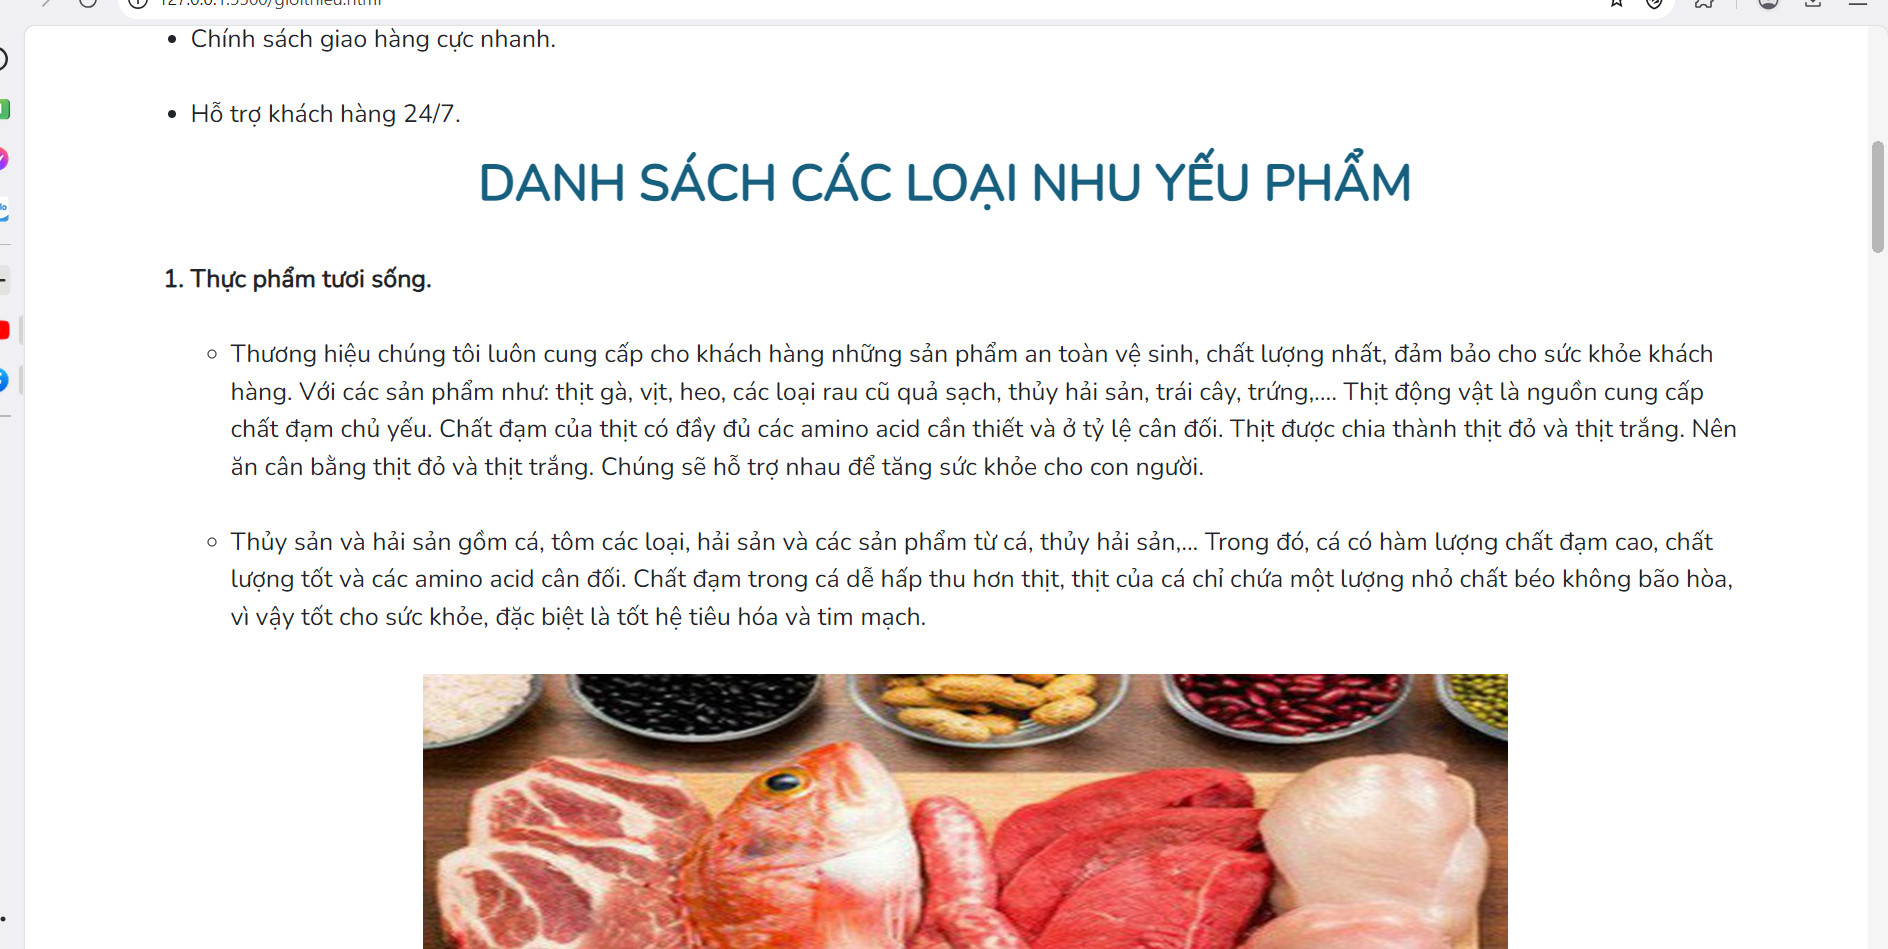 Chính sách giao hàng cực nhanh.
Hỗ trợ khách hàng 24/7.
DANH SÁCH CÁC LOẠI NHU YẾU PHẨM
1. Thực phẩm tươi sống.
Thương hiệu chúng tôi luôn cung cấp cho khách hàng những sản phẩm an toàn vệ sinh, chất lượng nhất, đảm bảo cho sức khỏe khách
hàng. Với các sản phẩm như: thịt gà, vịt, heo, các loại rau cũ quả sạch, thủy hải sản, trái cây, trứng,.... Thịt động vật là nguồn cung cấp
chất đạm chủ yếu. Chất đạm của thịt có đầy đủ các amino acid cần thiết và ở tỷ lệ cân đối. Thịt được chia thành thịt đỏ và thịt trắng. Nên
ăn cân bằng thịt đỏ và thịt trắng. Chúng sẽ hỗ trợ nhau để tăng sức khỏe cho con người.
Thủy sản và hải sản gồm cá, tôm các loại, hải sản và các sản phẩm từ cá, thủy hải sản,... Trong đó, cá có hàm lượng chất đạm cao, chất
lượng tốt và các amino acid cân đối. Chất đạm trong cá dễ hấp thu hơn thịt, thịt của cá chỉ chứa một lượng nhỏ chất béo không bão hòa,
vì vậy tốt cho sức khỏe, đặc biệt là tốt hệ tiêu hóa và tim mạch.